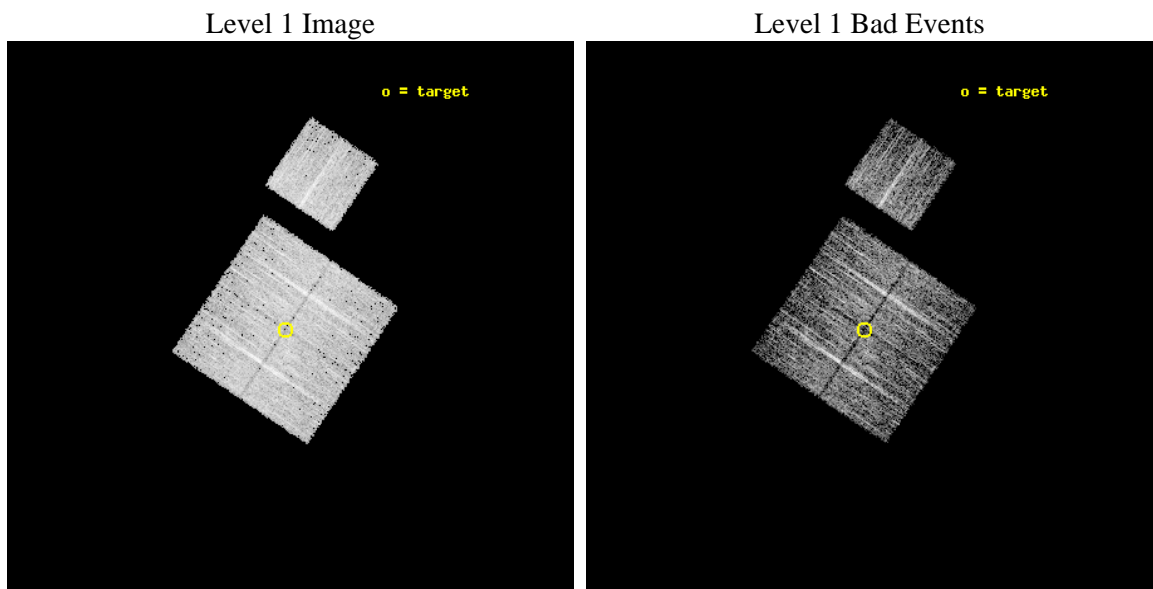 Level 1 Image
Level 1 Bad Events
o = target
o = target